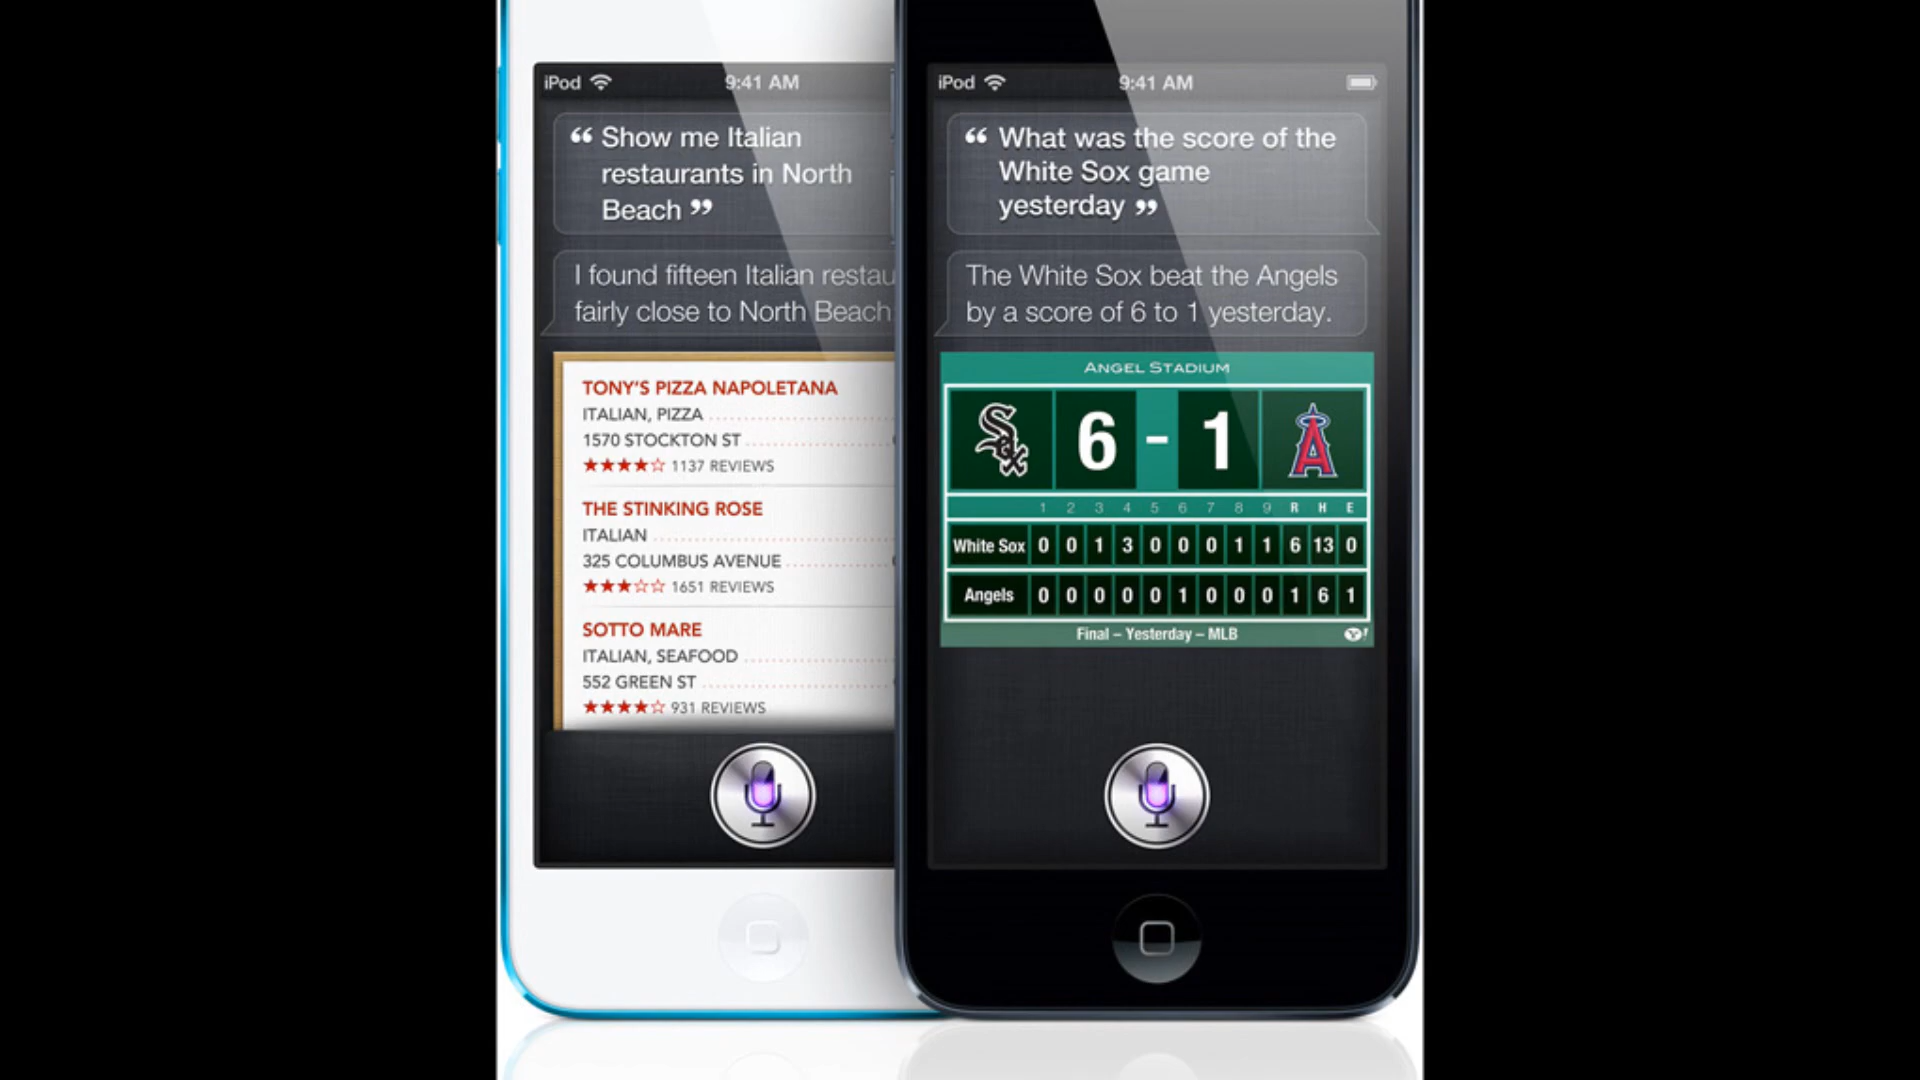 iPod 9:41 AM
“ Show me Italian
restaurants in North
Beach ”
I found fifteen Italian restau
fairly close to North Beach
TONY'S PIZZA NAPOLETANA
ITALIAN, PIZZA
1570 STOCKTON ST
1137 REVIEWS
THE STINKING ROSE
ITALIAN
325 COLUMBUS AVENUE
1651 REVIEWS
SOTTO MARE
ITALIAN, SEAFOOD
552 GREEN ST
931 REVIEWS
iPod 9:41 AM
“ What was the score of the
White Sox game
yesterday ”
The White Sox beat the Angels
by a score of 6 to 1 yesterday.
ANGEL STADIUM
Sox 6 - 1 A
1 2 3 4 5 6 7 8 9 R H E
White Sox 0 0 1 3 0 0 0 1 1 6 13 0
Angels 0 0 0 0 0 1 0 0 0 1 6 1
Final – Yesterday – MLB Y!